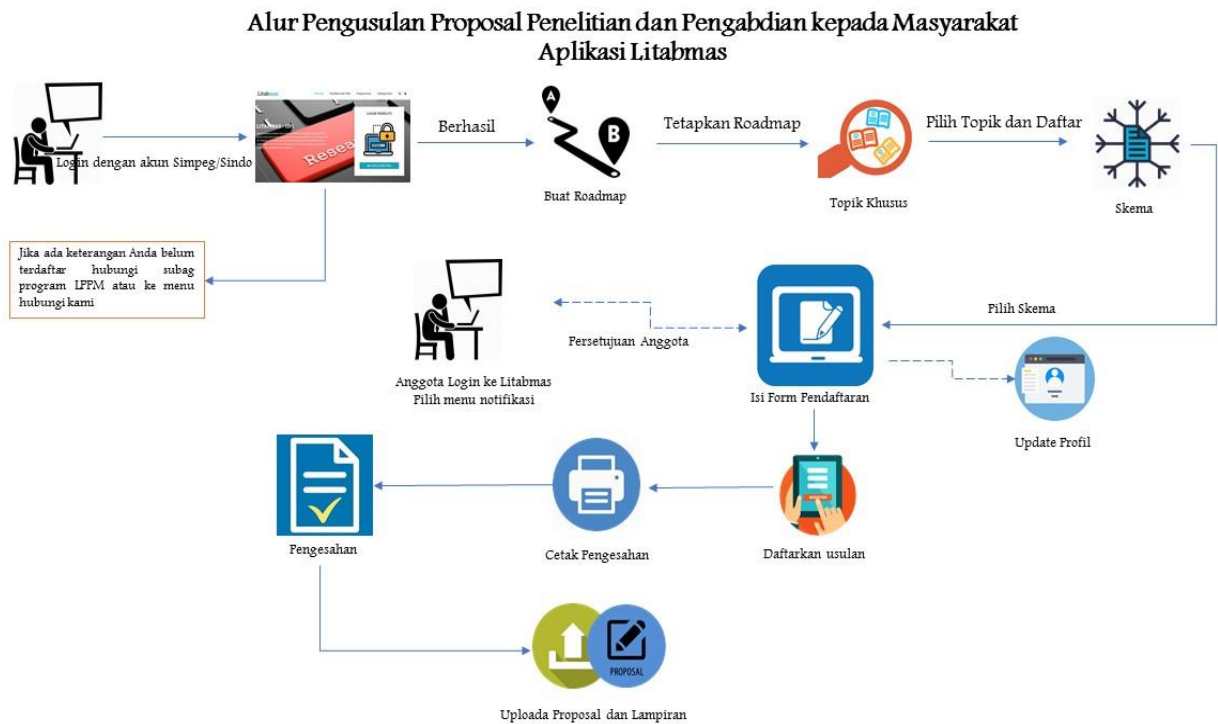 Alur Pengusulan Proposal Penelitian dan Pengabdian kepada Masyarakat
Aplikasi Litabmas
Login dengan akun Simpeg/Sindo
Litabmas
Resea
Berhasil
Buat Roadmap
A
B
Tetapkan Roadmap
Topik Khusus
Pilih Topik dan Daftar
Skema
Jika ada keterangan Anda belum
terdaftar hubungi subag
program LPPM atau ke menu
hubungi kami
Pilih Skema
Persetujuan Anggota
Anggota Login ke Litabmas
Pilih menu notifikasi
Isi Form Pendaftaran
Update Profil
Pengesahan
Cetak Pengesahan
Daftarkan usulan
PROPOSAL
Uploada Proposal dan Lampiran